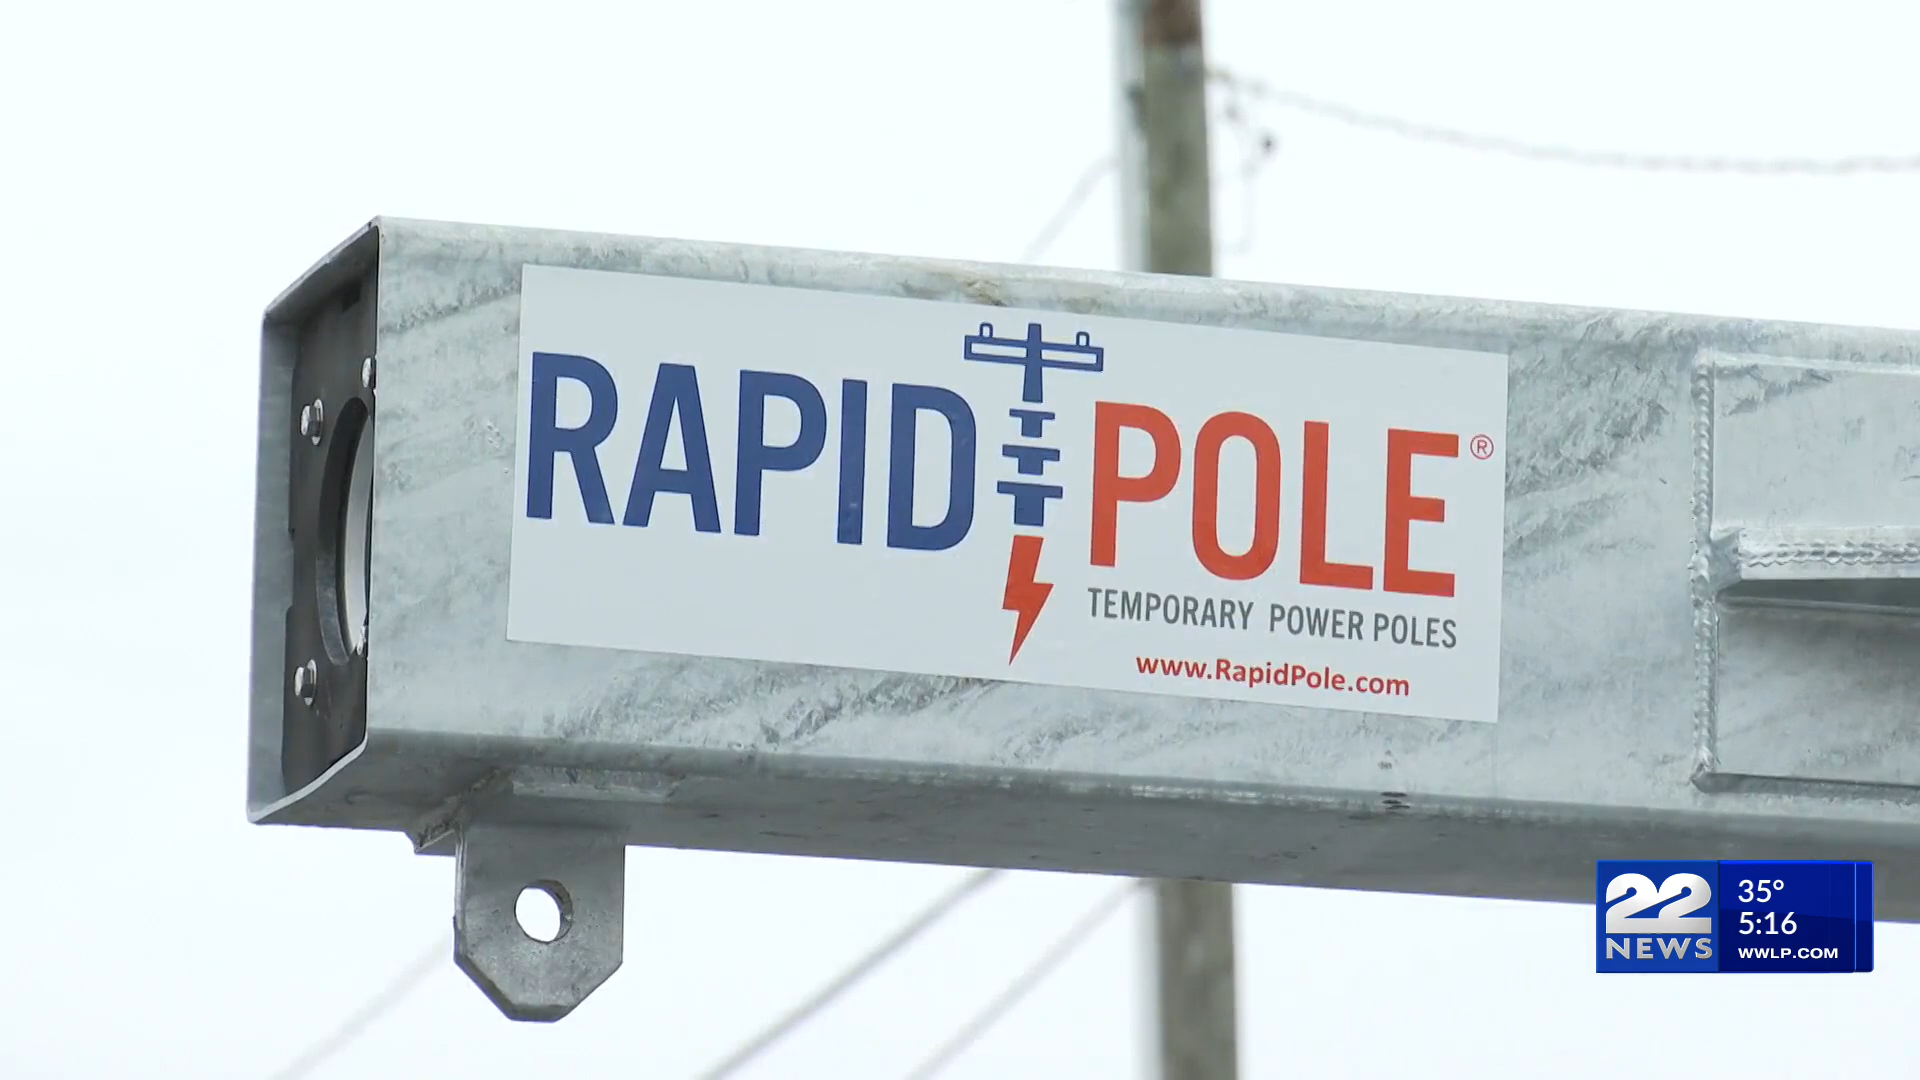 RAPID POLE®
TEMPORARY POWER POLES
www.RapidPole.com
22 35°
5:16
NEWS WWLP.COM